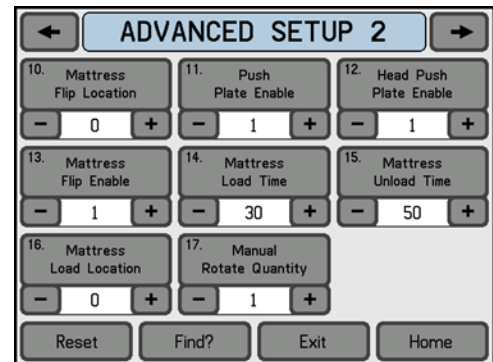 ADVANCED SETUP 2
10. Mattress
Flip Location
- 0 +
11. Push
Plate Enable
- 1 +
12. Head Push
Plate Enable
- 1 +
13. Mattress
Flip Enable
- 1 +
14. Mattress
Load Time
- 30 +
15. Mattress
Unload Time
- 50 +
16. Mattress
Load Location
- 0 +
17. Manual
Rotate Quantity
- 1 +
Reset
Find?
Exit
Home